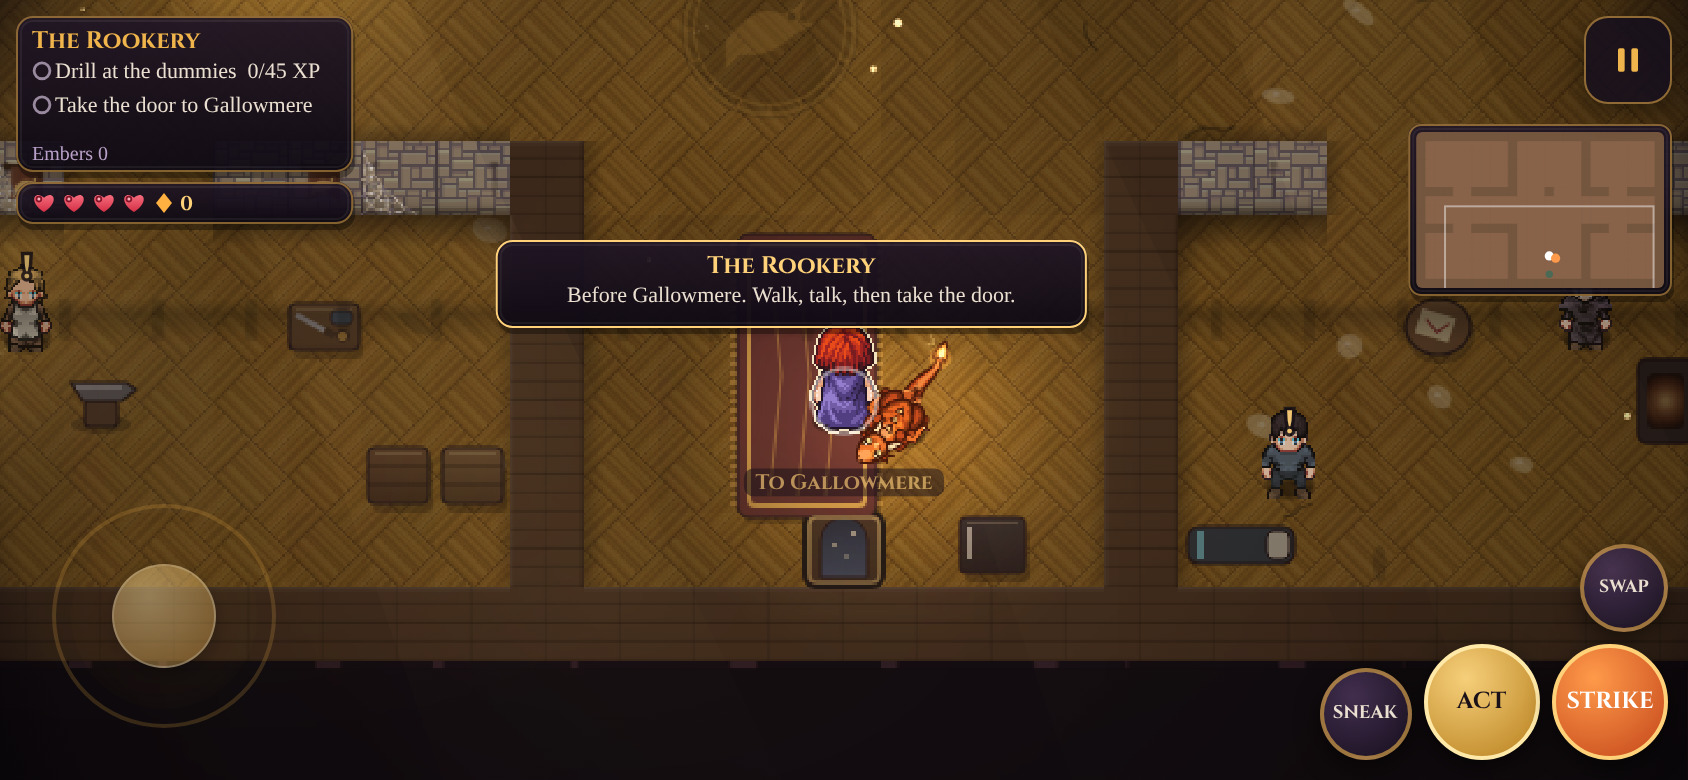 The Rookery
Drill at the dummies 0/45 XP
Take the door to Gallowmere
Embers 0
0
The Rookery
Before Gallowmere. Walk, talk, then take the door.
To Gallowmere
SWAP
SNEAK
ACT
STRIKE